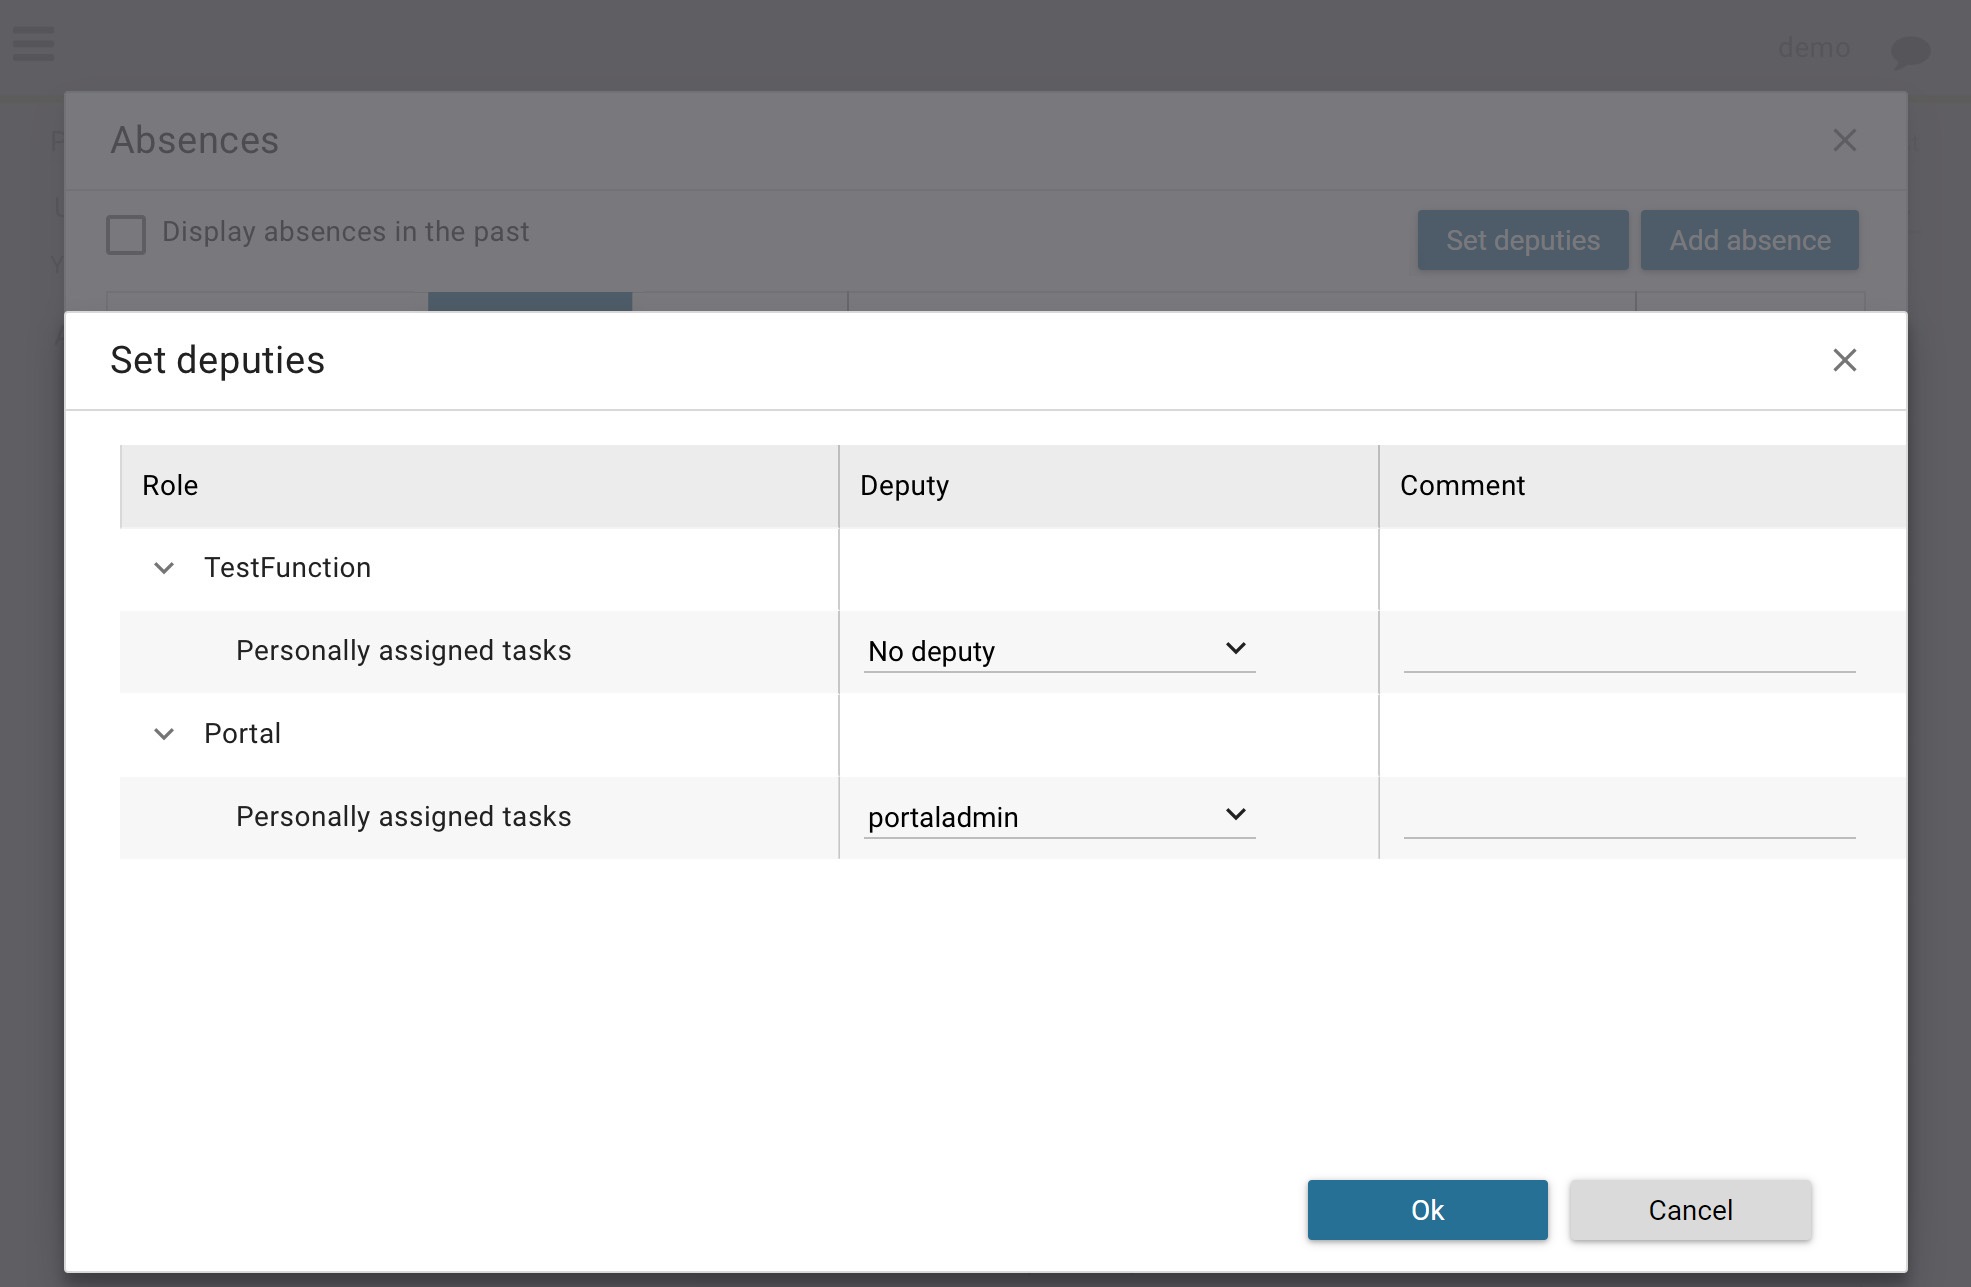 demo
Absences
Display absences in the past
Set deputies
Add absence
Set deputies
Role
Deputy
Comment
TestFunction
Personally assigned tasks
No deputy
Portal
Personally assigned tasks
portaladmin
Ok
Cancel